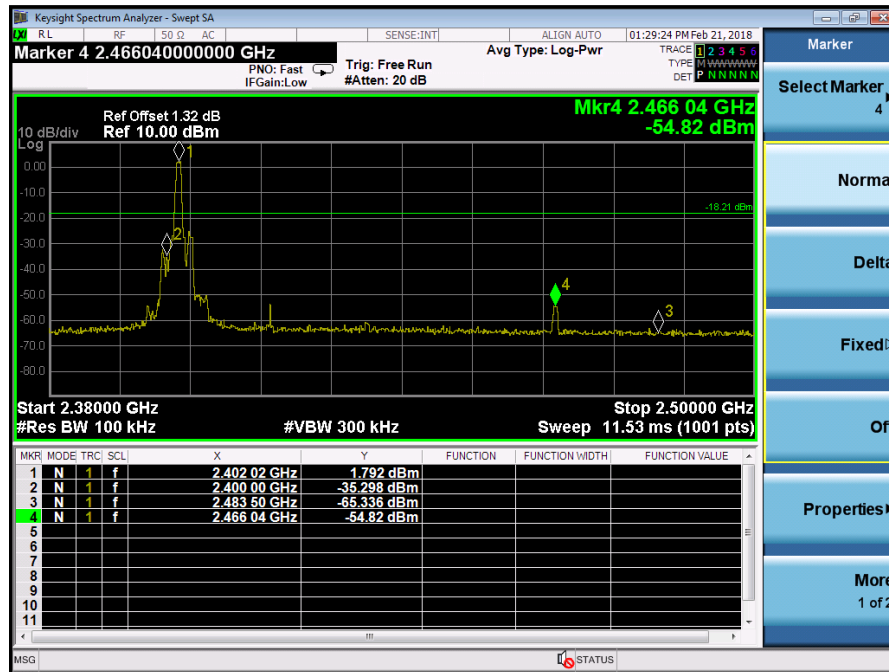 Keysight Spectrum Analyzer - Swept SA
LXI RL RF 50 Ω AC SENSE:INT ALIGN AUTO 01:29:24 PM Feb 21, 2018
Marker 4 2.466040000000 GHz
PNO: Fast
IFGain:Low
Trig: Free Run
#Atten: 20 dB
Avg Type: Log-Pwr
TRACE 1 2 3 4 5 6
TYPE M W W W W W
DET P N N N N N
Ref Offset 1.32 dB
10 dB/div Ref 10.00 dBm
Log
Mkr4 2.466 04 GHz
-54.82 dBm
1
0.00
-10.0
-18.21 dBm
-20.0
2
-30.0
-40.0
4
-50.0
3
-60.0
-70.0
-80.0
Start 2.38000 GHz Stop 2.50000 GHz
#Res BW 100 kHz #VBW 300 kHz Sweep 11.53 ms (1001 pts)
MKR MODE TRC SCL X Y FUNCTION FUNCTION WIDTH FUNCTION VALUE
1 N 1 f 2.402 02 GHz 1.792 dBm
2 N 1 f 2.400 00 GHz -35.298 dBm
3 N 1 f 2.483 50 GHz -65.336 dBm
4 N 1 f 2.466 04 GHz -54.82 dBm
5
6
7
8
9
10
11
MSG STATUS
Marker
Select Marker
4
Norma
Delta
Fixed
Of
Properties
More
1 of 2